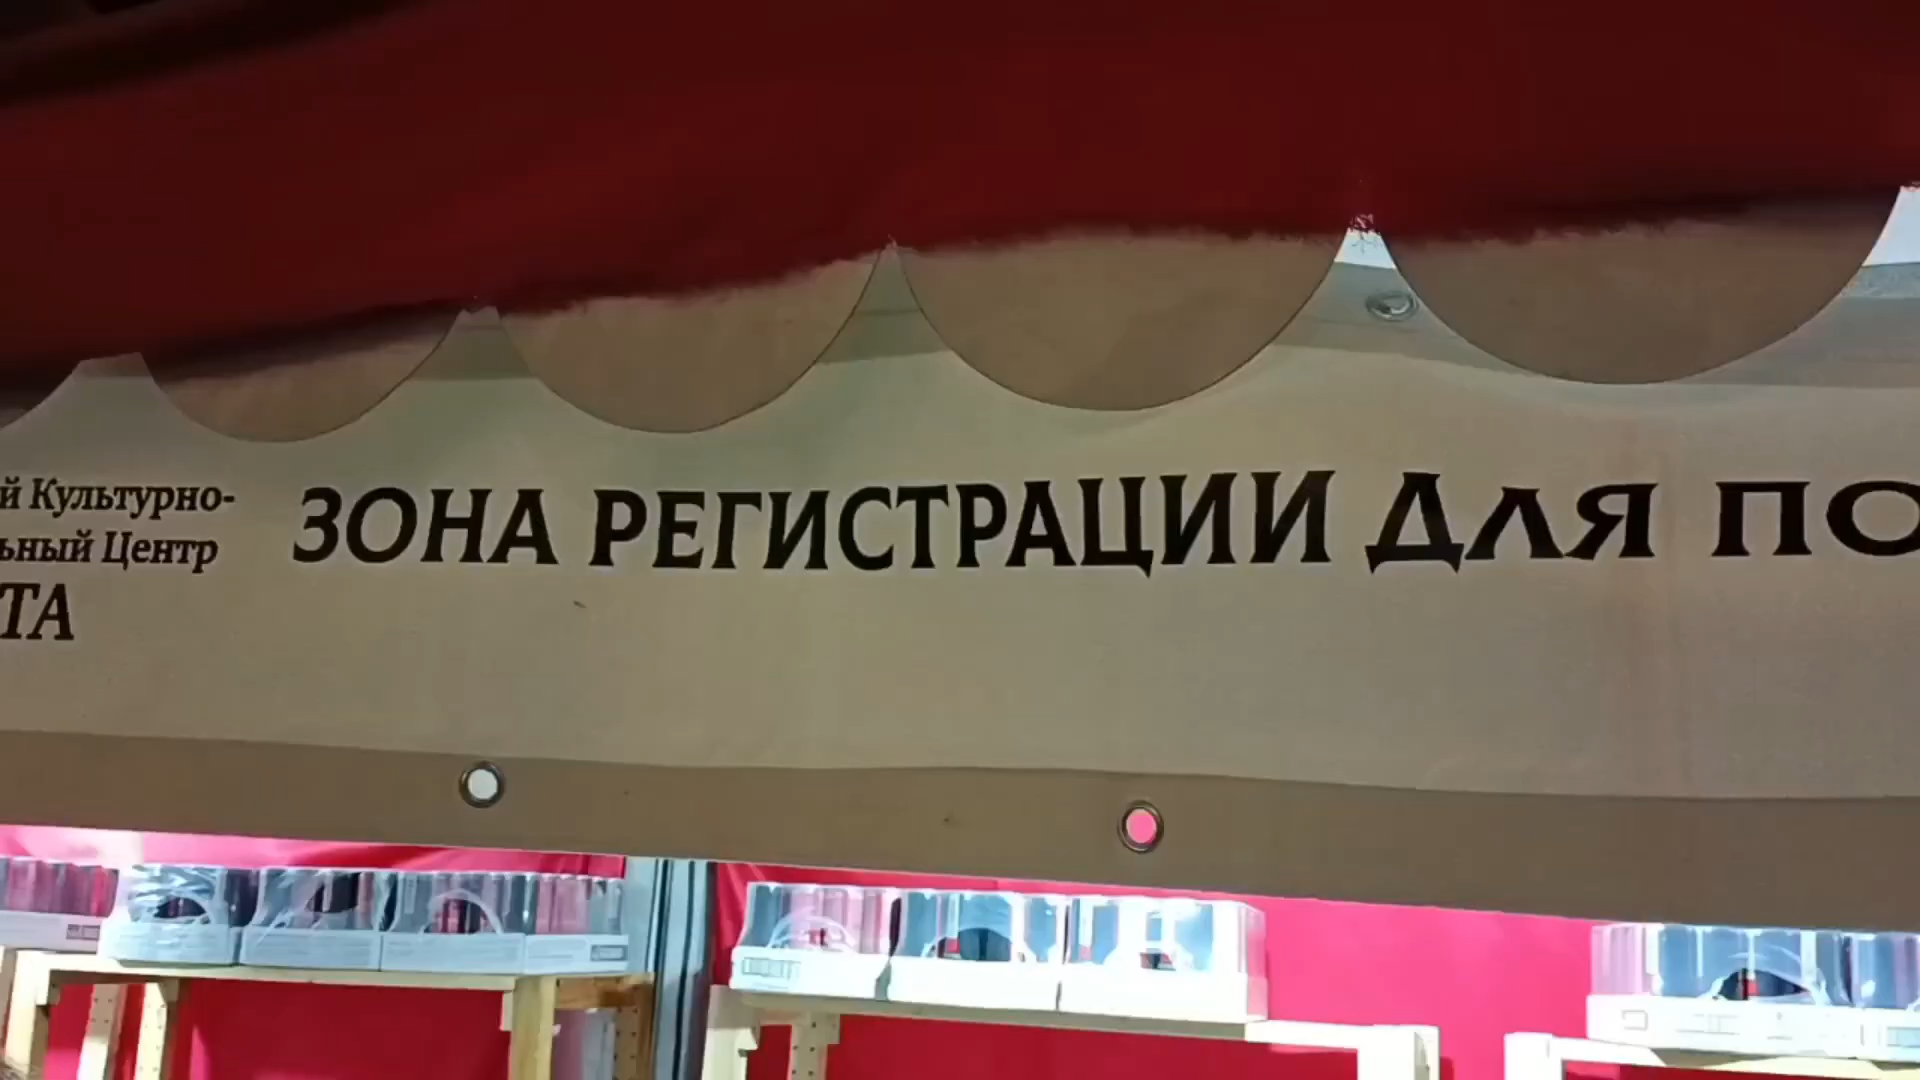 й Культурно-
ьный Центр
ТА
ЗОНА РЕГИСТРАЦИИ ДЛЯ ПО